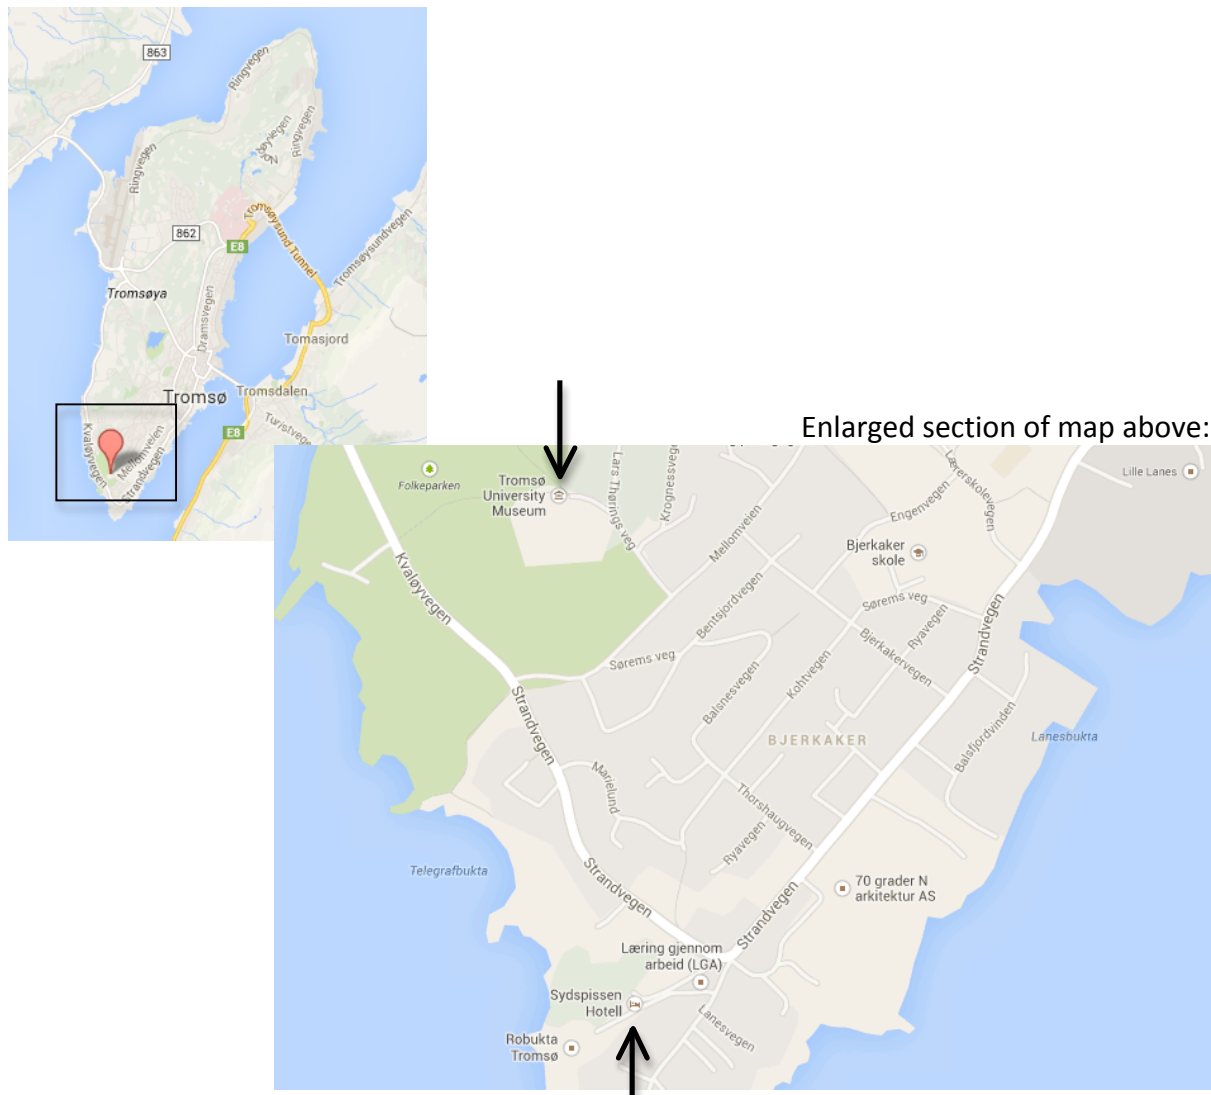 863
Ringvegen
Ringvegen
Ringvegen
862
Tromsøysund Tunnel
E8
Tromsøysundvegen
Tromsøya
Dramsvegen
Tomasjord
Tromsø
Tromsdalen
Turistvege
E8
Kvaløyvegen
Mellomveien
Strandvegen
Enlarged section of map above:
Folkeparken
Tromsø
University
Museum
Lars Thørings veg
Krognessveg
Mellomveien
Engenvegen
Lærerskolevegen
Lille Lanes
Bjerkaker
skole
Kvaløyvegen
Bentsjordvegen
Sørems veg
Ryavegen
Strandvegen
Sørems veg
Bjerkakervegen
Balsnesvegen
Kohtvegen
Strandvegen
BJERKAKER
Balsfjordvinden
Lanesbukta
Marielund
Thorshaugvegen
Ryavegen
Telegrafbukta
Strandvegen
Strandvegen
70 grader N
arkitektur AS
Læring gjennom
arbeid (LGA)
Sydspissen
Hotell
Lanesvegen
Robukta
Tromsø